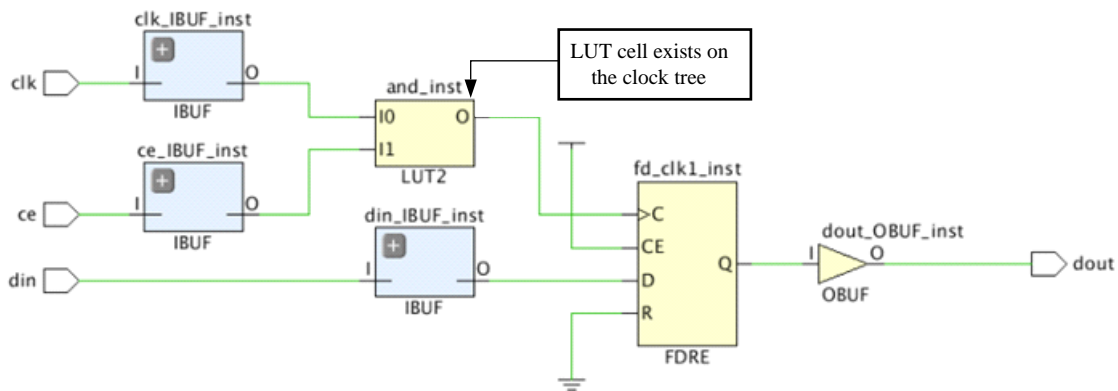 clk_IBUF_inst
+
clk
I
O
IBUF
LUT cell exists on
the clock tree
and_inst
I0
O
I1
LUT2
ce_IBUF_inst
+
ce
I
O
IBUF
fd_clk1_inst
C
CE
Q
D
R
FDRE
din_IBUF_inst
+
din
I
O
IBUF
dout_OBUF_inst
I
O
dout
OBUF